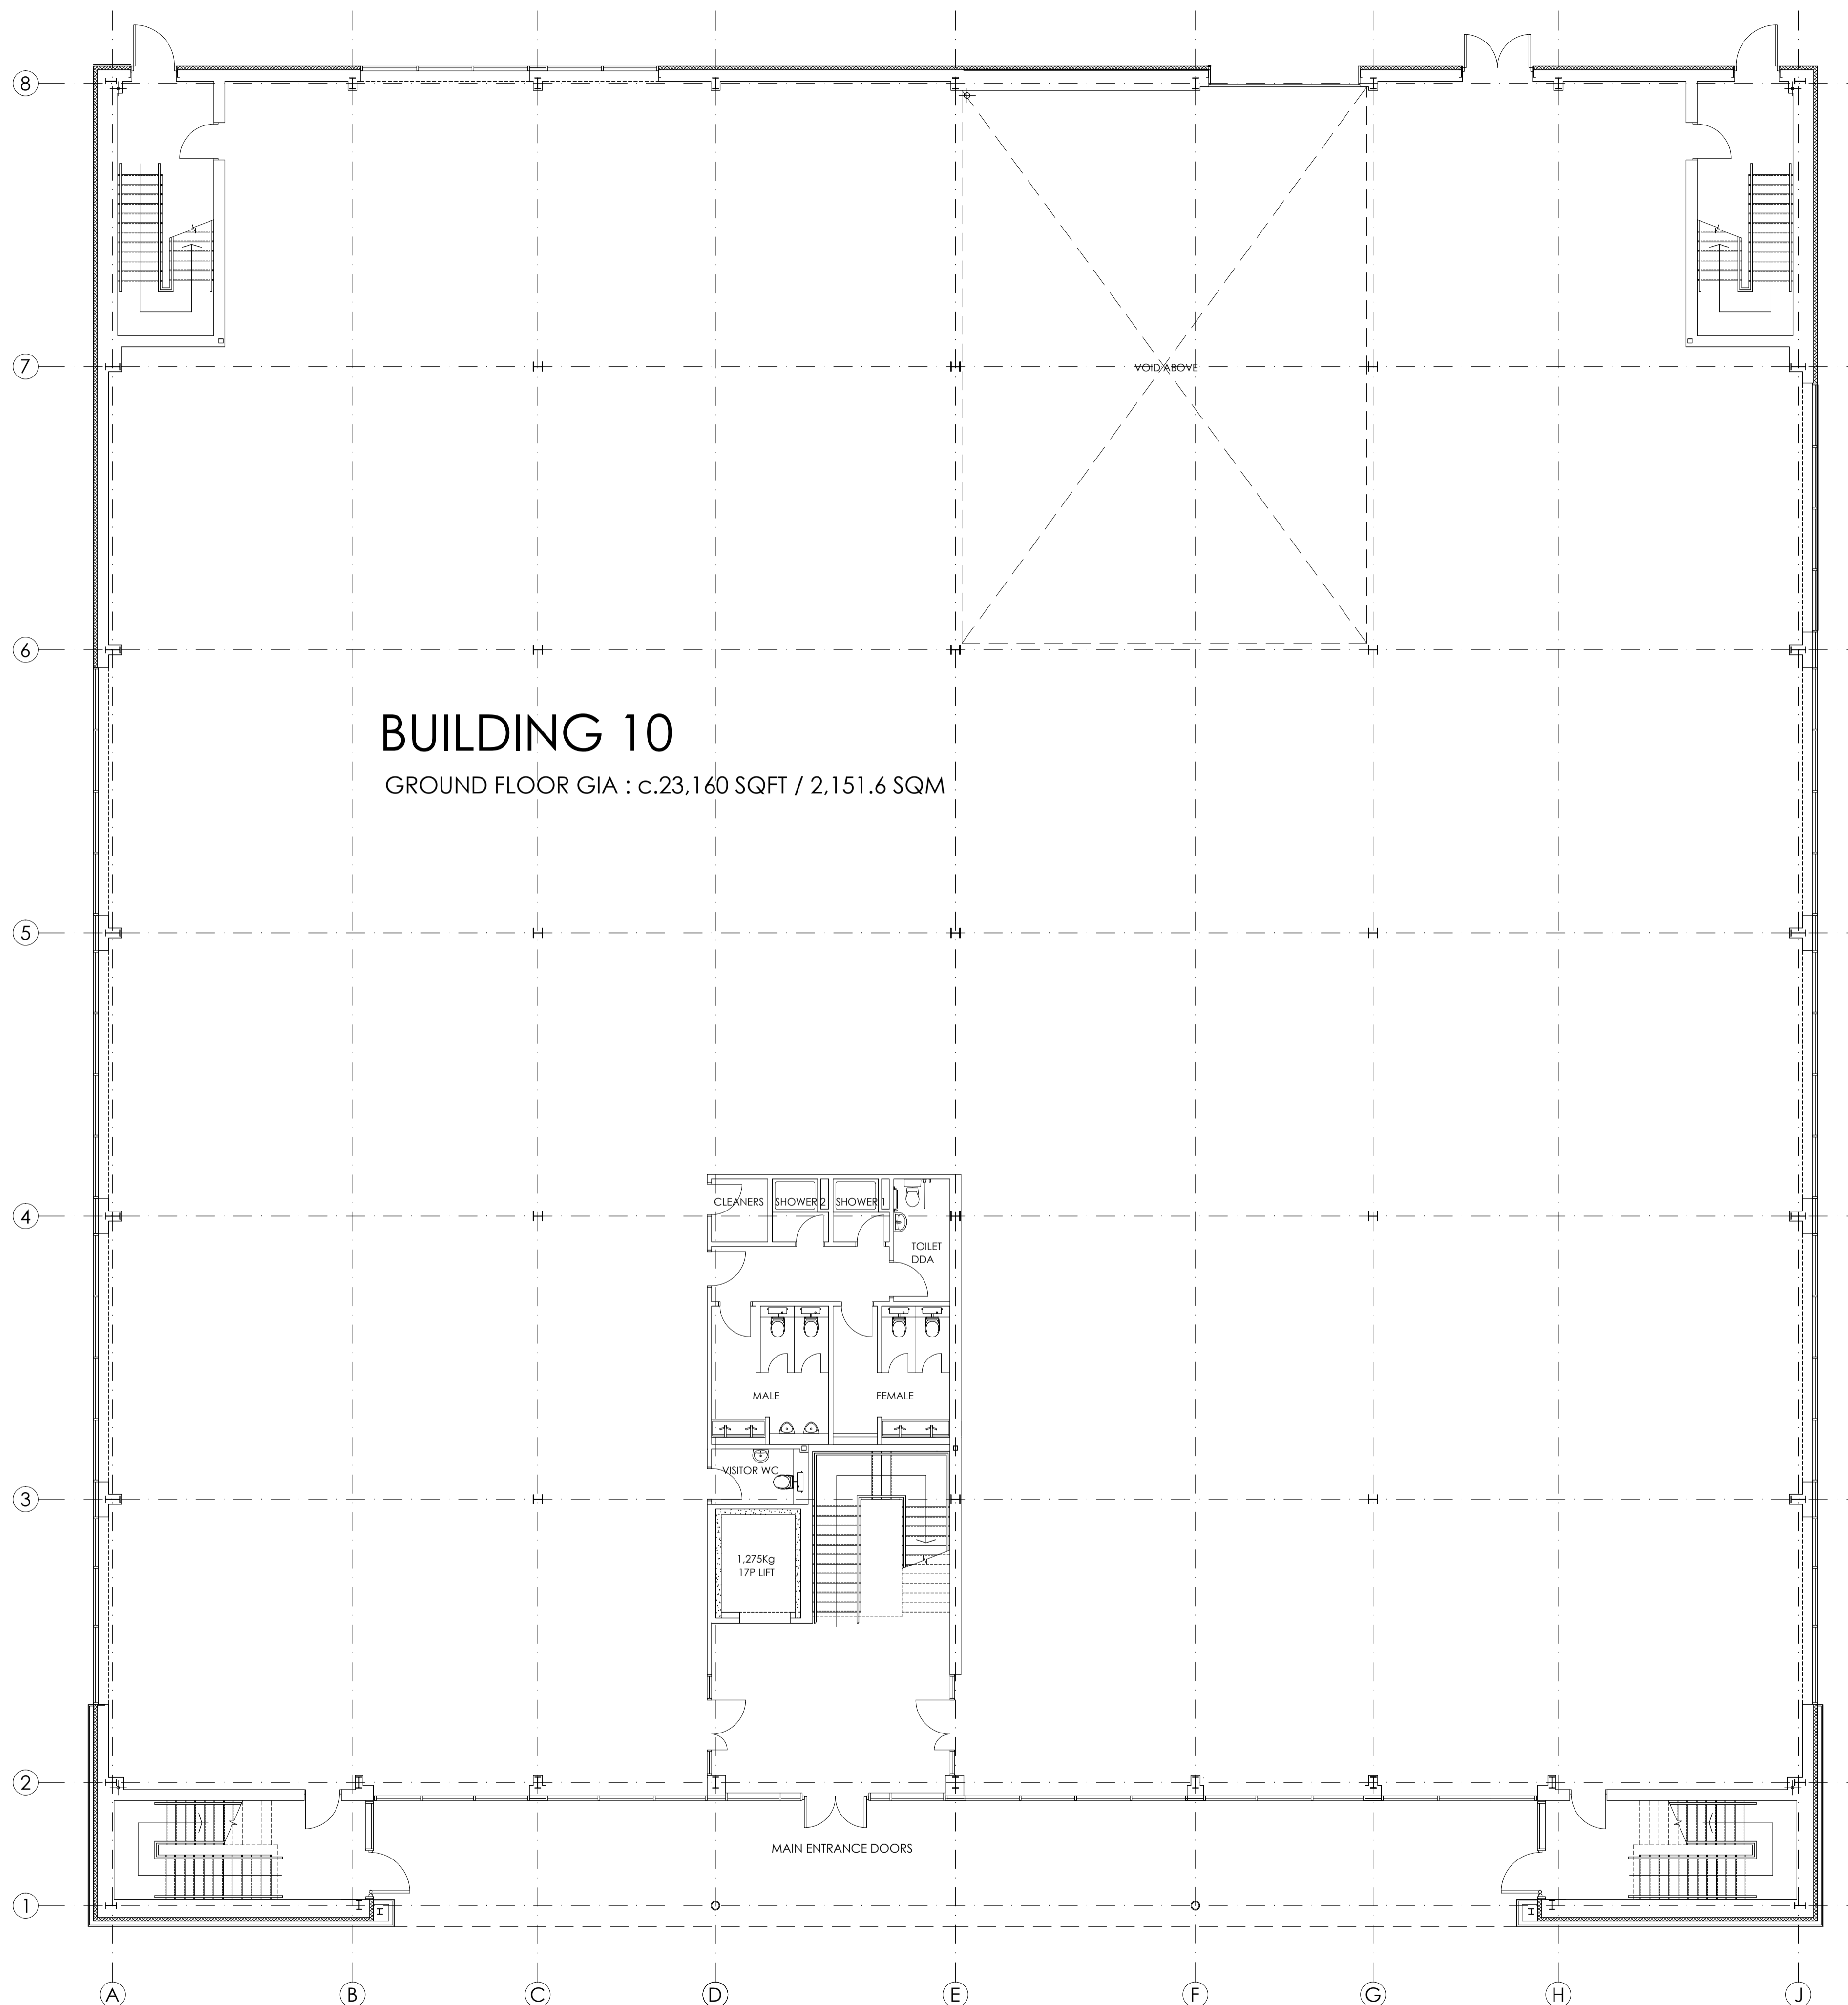 8
7
VOID ABOVE
6
BUILDING 10
GROUND FLOOR GIA : c.23,160 SQFT / 2,151.6 SQM
5
4
CLEANERS
SHOWER 2
SHOWER 1
TOILET
DDA
MALE
FEMALE
VISITOR WC
3
1,275Kg
17P LIFT
2
MAIN ENTRANCE DOORS
1
A B C D E F G H J